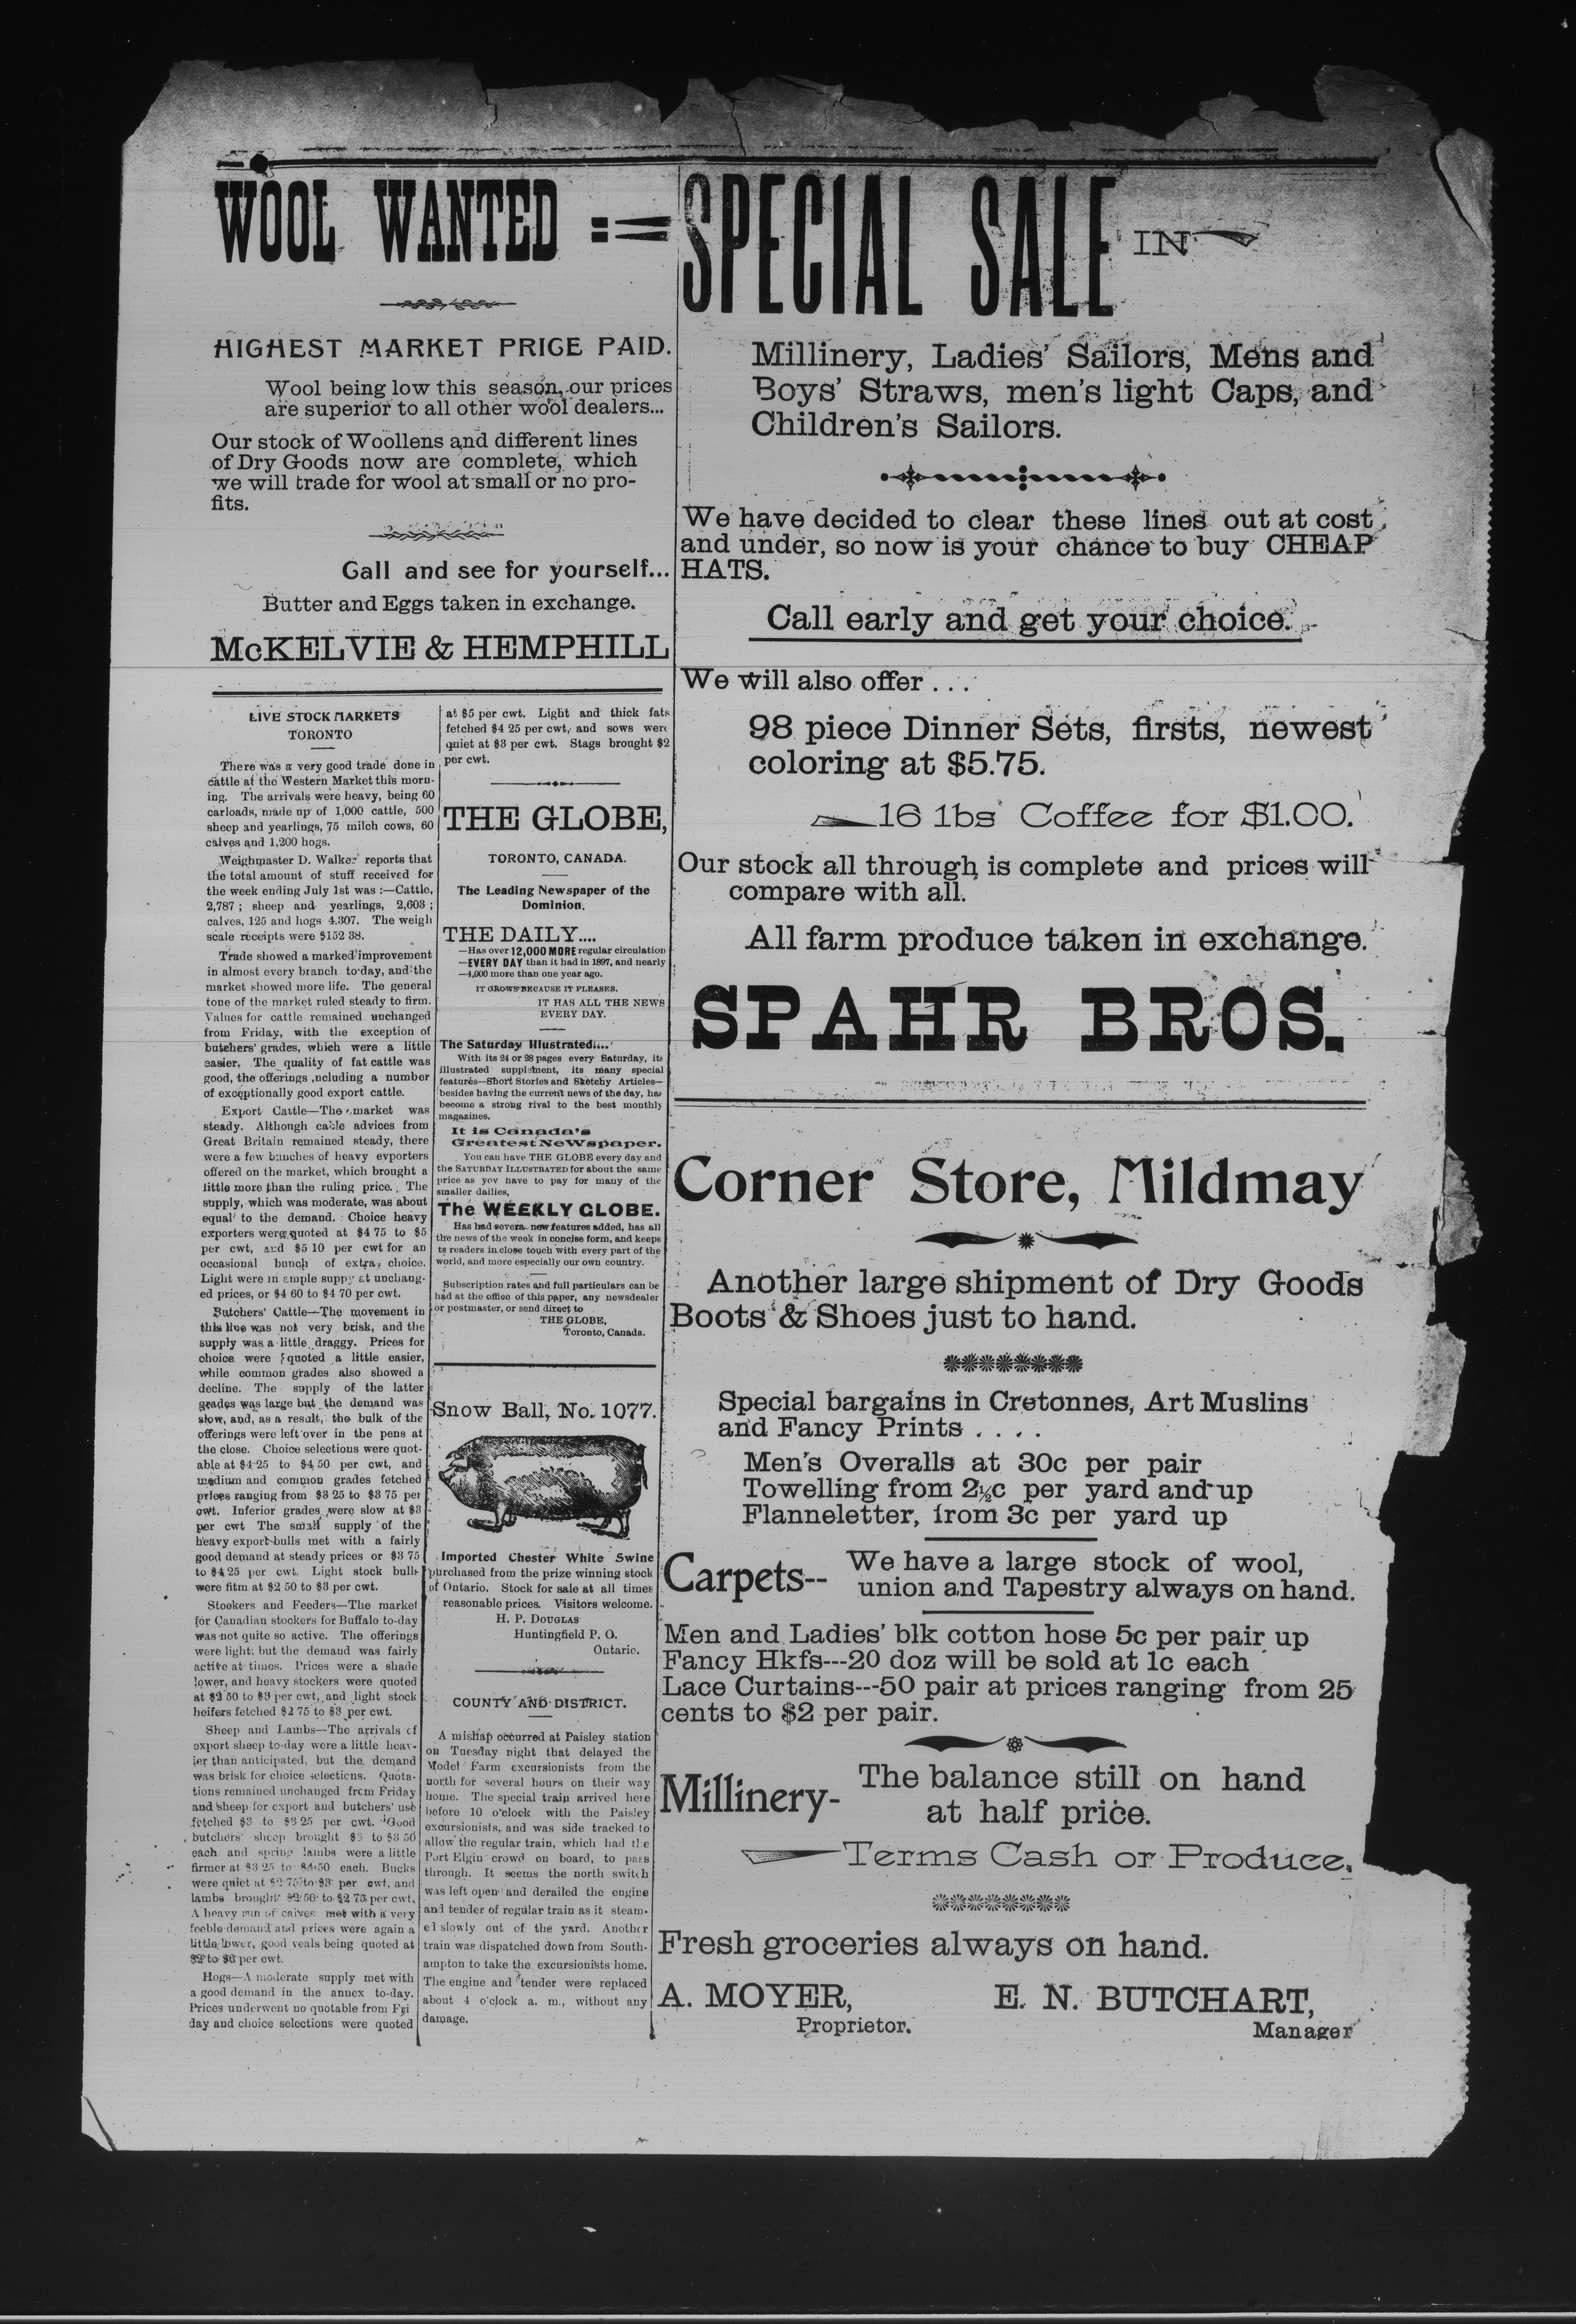 WOOL WANTED
HIGHEST MARKET PRICE PAID.
Wool being low this season, our prices
are superior to all other wool dealers...
Our stock of Woollens and different lines
of Dry Goods now are complete, which
we will trade for wool at small or no pro-
fits.
Call and see for yourself...
Butter and Eggs taken in exchange.
McKELVIE & HEMPHILL
LIVE STOCK MARKETS
TORONTO
There was a very good trade done in
cattle at the Western Market this morn-
ing. The arrivals were heavy, being 60
carloads, made up of 1,000 cattle, 500
sheep and yearlings, 75 milch cows, 60
calves and 1,200 hogs.
Weighmaster D. Walker reports that
the total amount of stuff received for
the week ending July 1st was :—Cattle,
2,787 ; sheep and yearlings, 2,603 ;
calves, 125 and hogs 4,307. The weigh
scale receipts were $152 38.
Trade showed a marked improvement
in almost every branch to-day, and the
market showed more life. The general
tone of the market ruled steady to firm.
Values for cattle remained unchanged
from Friday, with the exception of
butchers' grades, which were a little
easier. The quality of fat cattle was
good, the offerings ncluding a number
of exceptionally good export cattle.
Export Cattle—The market was
steady. Although cable advices from
Great Britain remained steady, there
were a few bunches of heavy evporters
offered on the market, which brought a
little more than the ruling price. The
supply, which was moderate, was about
equal to the demand. Choice heavy
exporters were quoted at $4 75 to $5
per cwt, and $5 10 per cwt for an
occasional bunch of extra choice.
Light were in ample suppy at unchang-
ed prices, or $4 60 to $4 70 per cwt.
Butchers' Cattle—The movement in
this line was not very brisk, and the
supply was a little draggy. Prices for
choice were quoted a little easier,
while common grades also showed a
decline. The supply of the latter
grades was large but the demand was
slow, and, as a result, the bulk of the
offerings were left over in the pens at
the close. Choice selections were quot-
able at $4 25 to $4 50 per cwt, and
medium and common grades fetched
prices ranging from $3 25 to $3 75 per
cwt. Inferior grades were slow at $3
per cwt The small supply of the
heavy export bulls met with a fairly
good demand at steady prices or $3 75
to $4 25 per cwt. Light stock bulls
were fitm at $2 50 to $3 per cwt.
Stockers and Feeders—The market
for Canadian stockers for Buffalo to-day
was not quite so active. The offerings
were light, but the demand was fairly
active at times. Prices were a shade
lower, and heavy stockers were quoted
at $2 50 to $3 per cwt, and light stock
heifers fetched $2 75 to $3 per cwt.
Sheep and Lambs—The arrivals of
export sheep to-day were a little heav-
ier than anticipated, but the demand
was brisk for choice selections. Quota-
tions remained unchanged from Friday
and sheep for export and butchers' use
fetched $3 to $3 25 per cwt. Good
butchers' sheep brought $3 to $3 50
each and spring lambs were a little
firmer at $3 25 to $4 50 each. Bucks
were quiet at $2 75 to $3 per cwt, and
lambs brought $2 50 to $2 75 per cwt.
A heavy run of calves met with a very
feeble demand and prices were again a
little lower, good veals being quoted at
to $6 per cwt.
Hogs—A moderate supply met with
a good demand in the annex to-day.
Prices underwent no quotable from Fri
day and choice selections were quoted
at $5 per cwt. Light and thick fats
fetched $4 25 per cwt, and sows were
quiet at $3 per cwt. Stags brought $2
per cwt.
THE GLOBE,
TORONTO, CANADA.
The Leading Newspaper of the
Dominion.
THE DAILY....
—Has over 12,000 MORE regular circulation
—EVERY DAY than it had in 1897, and nearly
—4,000 more than one year ago.
IT GROWS BECAUSE IT PLEASES.
IT HAS ALL THE NEWS
EVERY DAY.
The Saturday Illustrated....
With its 24 or 28 pages every Saturday, its
illustrated supplement, its many special
features—Short Stories and Sketchy Articles—
besides having the current news of the day, has
become a strong rival to the best monthly
magazines.
It is Canada's
Greatest NeWspaper.
You can have THE GLOBE every day and
the SATURDAY ILLUSTRATED for about the same
price as yov have to pay for many of the
smaller dailies,
The WEEKLY GLOBE.
Has had severa new features added, has all
the news of the week in concise form, and keeps
ts readers in close touch with every part of the
world, and more especially our own country.
Subscription rates and full particulars can be
had at the office of this paper, any newsdealer
or postmaster, or send direct to
THE GLOBE,
Toronto, Canada.
Snow Ball, No. 1077.
Imported Chester White Swine
purchased from the prize winning stock
of Ontario. Stock for sale at all times
reasonable prices. Visitors welcome.
H. P. DOUGLAS
Huntingfield P. O.
Ontario.
COUNTY AND DISTRICT.
A mishap occurred at Paisley station
on Tuesday night that delayed the
Model Farm excursionists from the
north for several hours on their way
home. The special train arrived here
before 10 o'clock with the Paisley
excursionists, and was side tracked to
allow the regular train, which had the
Port Elgin crowd on board, to pass
through. It seems the north switch
was left open and derailed the engine
and tender of regular train as it steam-
ed slowly out of the yard. Another
train was dispatched down from South-
ampton to take the excursionists home.
The engine and tender were replaced
about 4 o'clock a. m., without any
damage.
SPECIAL SALE IN
Millinery, Ladies' Sailors, Mens and
Boys' Straws, men's light Caps, and
Children's Sailors.
We have decided to clear these lines out at cost
and under, so now is your chance to buy CHEAP
HATS.
Call early and get your choice.
We will also offer . . .
98 piece Dinner Sets, firsts, newest
coloring at $5.75.
16 lbs Coffee for $1.00.
Our stock all through is complete and prices will
compare with all.
All farm produce taken in exchange.
SPAHR BROS.
Corner Store, Mildmay
Another large shipment of Dry Goods
Boots & Shoes just to hand.
Special bargains in Cretonnes, Art Muslins
and Fancy Prints . . . .
Men's Overalls at 30c per pair
Towelling from 2½c per yard and up
Flanneletter, from 3c per yard up
Carpets-- We have a large stock of wool,
union and Tapestry always on hand.
Men and Ladies' blk cotton hose 5c per pair up
Fancy Hkfs---20 doz will be sold at 1c each
Lace Curtains---50 pair at prices ranging from 25
cents to $2 per pair.
Millinery- The balance still on hand
at half price.
Terms Cash or Produce.
Fresh groceries always on hand.
A. MOYER, E. N. BUTCHART,
Proprietor. Manager